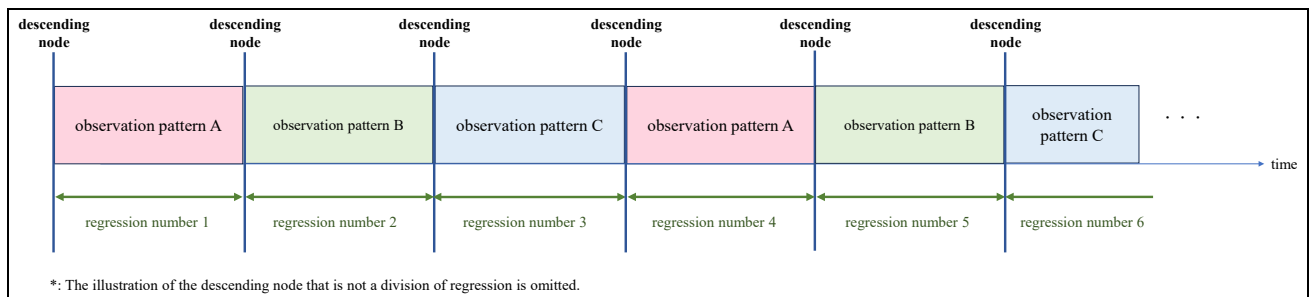 descending
node
descending
node
descending
node
descending
node
descending
node
descending
node
observation pattern A
observation pattern B
observation pattern C
observation pattern A
observation pattern B
observation
pattern C
. . .
time
regression number 1
regression number 2
regression number 3
regression number 4
regression number 5
regression number 6
*: The illustration of the descending node that is not a division of regression is omitted.